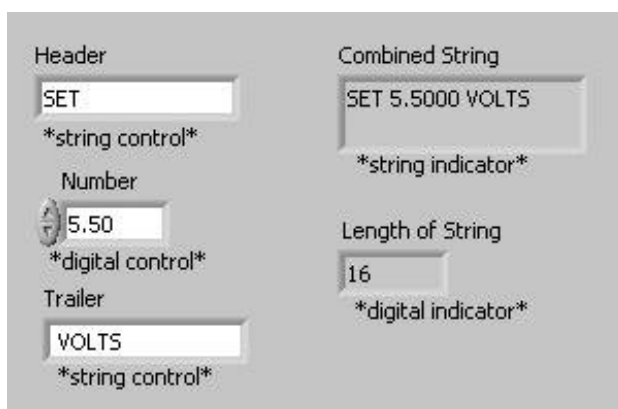 Header
SET
*string control*
Number
5.50
*digital control*
Trailer
VOLTS
*string control*
Combined String
SET 5.5000 VOLTS
*string indicator*
Length of String
16
*digital indicator*